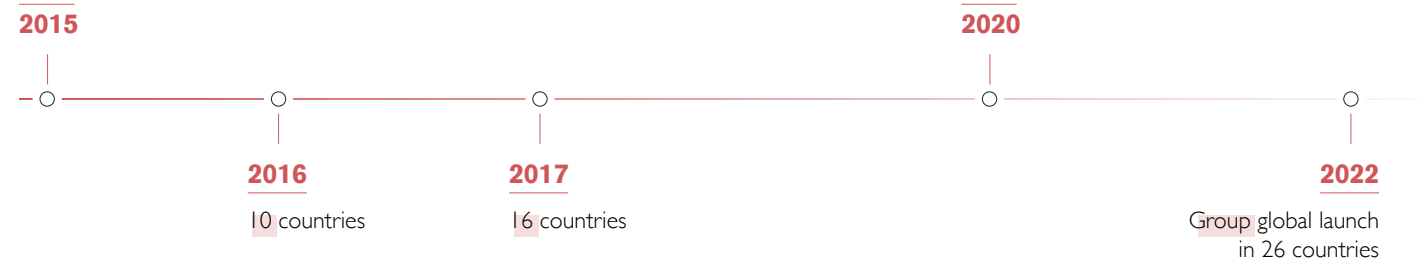 2015
2020
2016
10 countries
2017
16 countries
2022
Group global launch
in 26 countries